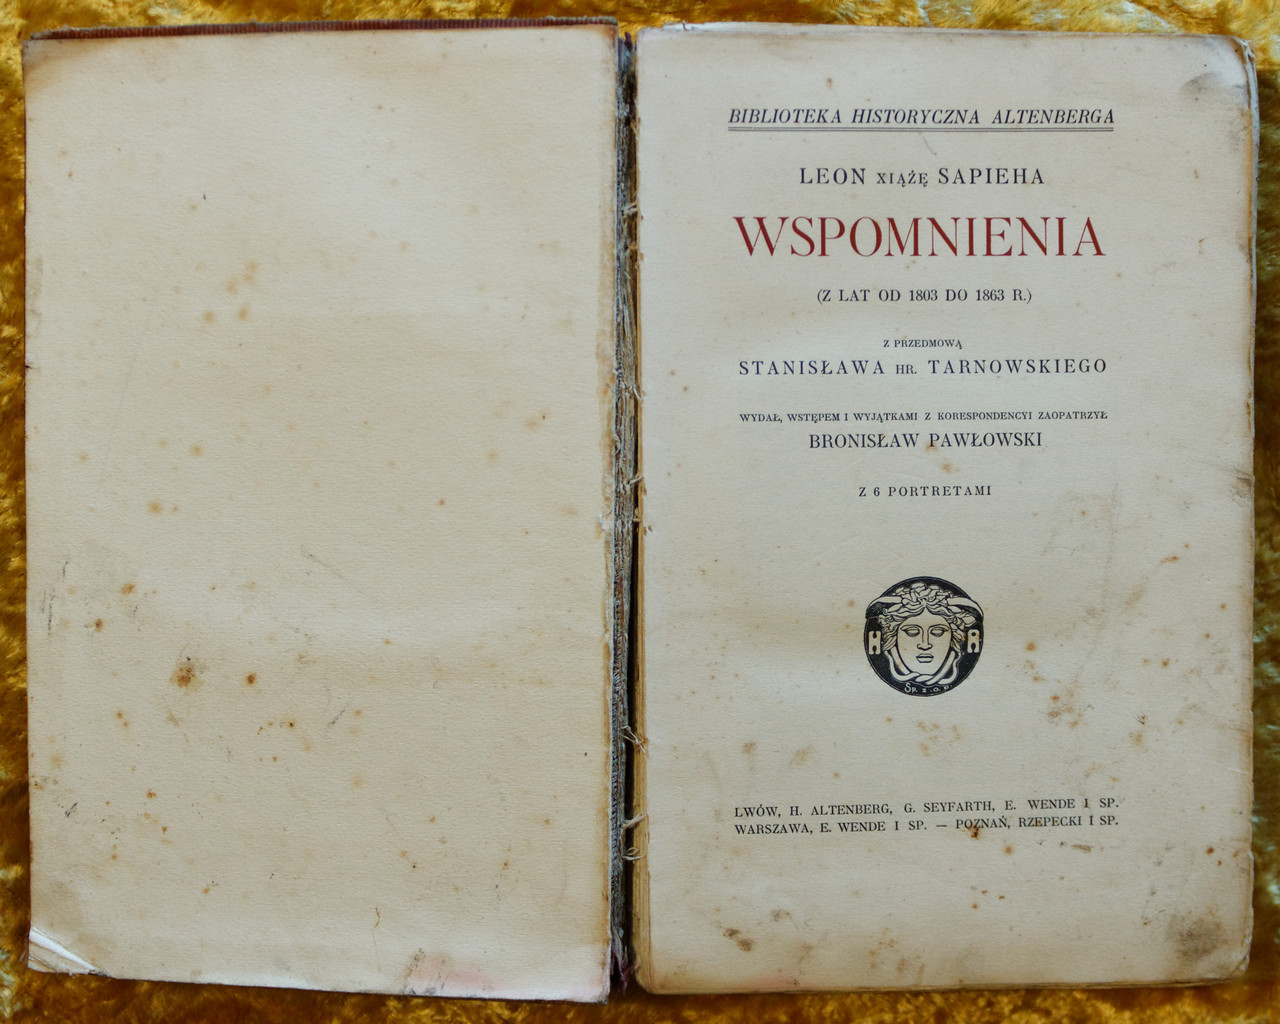 BIBLIOTEKA HISTORYCZNA ALTENBERGA
LEON XIĄŻĘ SAPIEHA
WSPOMNIENIA
(Z LAT OD 1803 DO 1863 R.)
Z PRZEDMOWĄ
STANISŁAWA HR. TARNOWSKIEGO
WYDAŁ, WSTĘPEM I WYJĄTKAMI Z KORESPONDENCYI ZAOPATRZYŁ
BRONISŁAW PAWŁOWSKI
Z 6 PORTRETAMI
H A
LWÓW, H. ALTENBERG, G. SEYFARTH, E. WENDE I SP.
WARSZAWA, E. WENDE I SP. — POZNAŃ, RZEPECKI I SP.